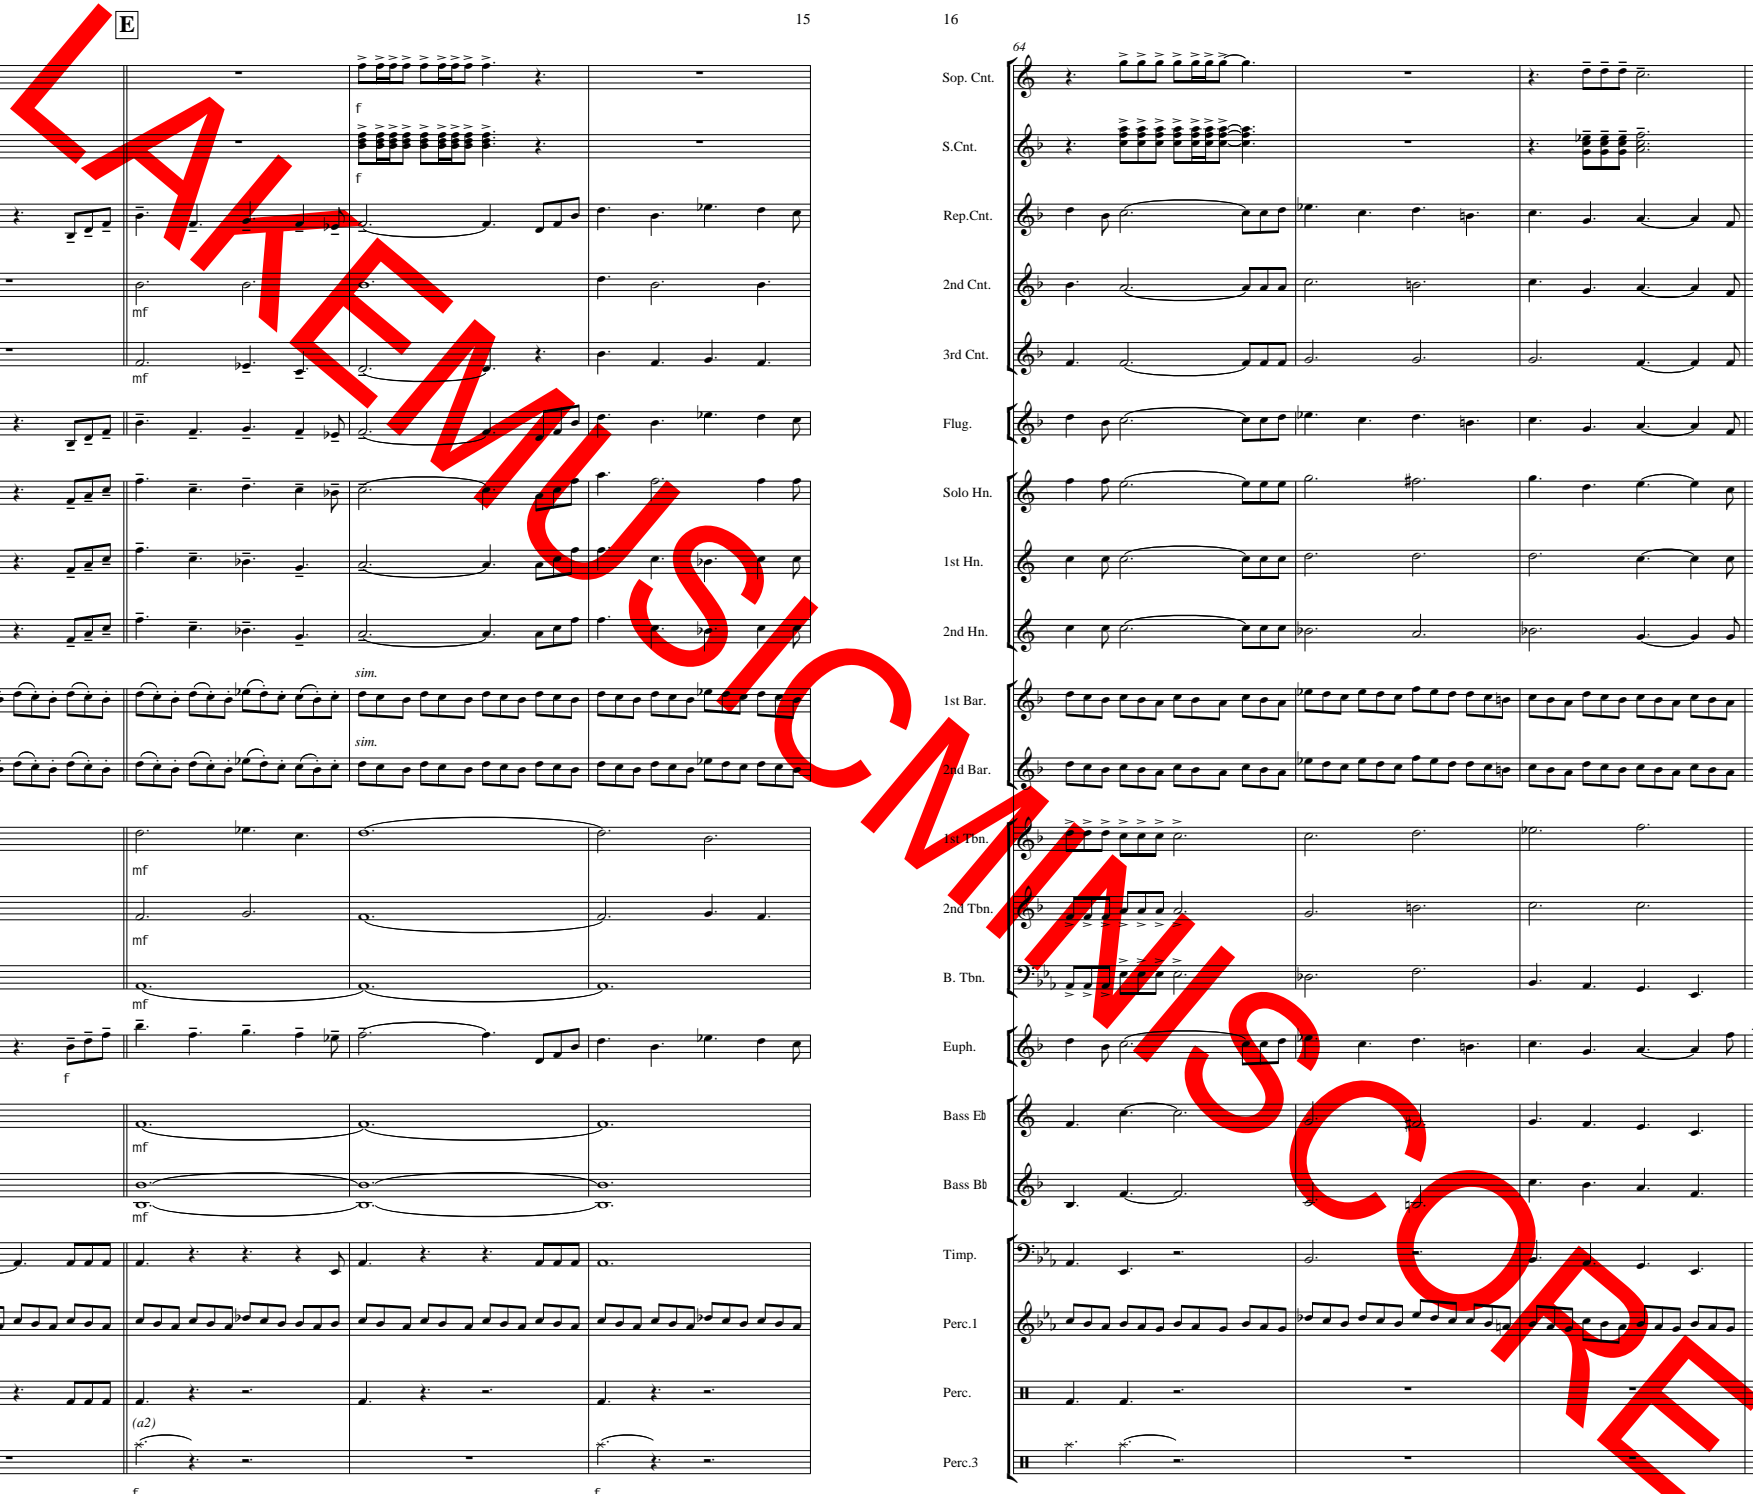 E
15
f
f
mf
mf
sim.
sim.
mf
mf
mf
f
mf
mf
(a2)
f
f
16
64
Sop. Cnt.
S.Cnt.
Rep.Cnt.
2nd Cnt.
3rd Cnt.
Flug.
Solo Hn.
1st Hn.
2nd Hn.
1st Bar.
2nd Bar.
1st Tbn.
2nd Tbn.
B. Tbn.
Euph.
Bass E♭
Bass B♭
Timp.
Perc.1
Perc.
Perc.3
LAKEMUSICMINISCORE